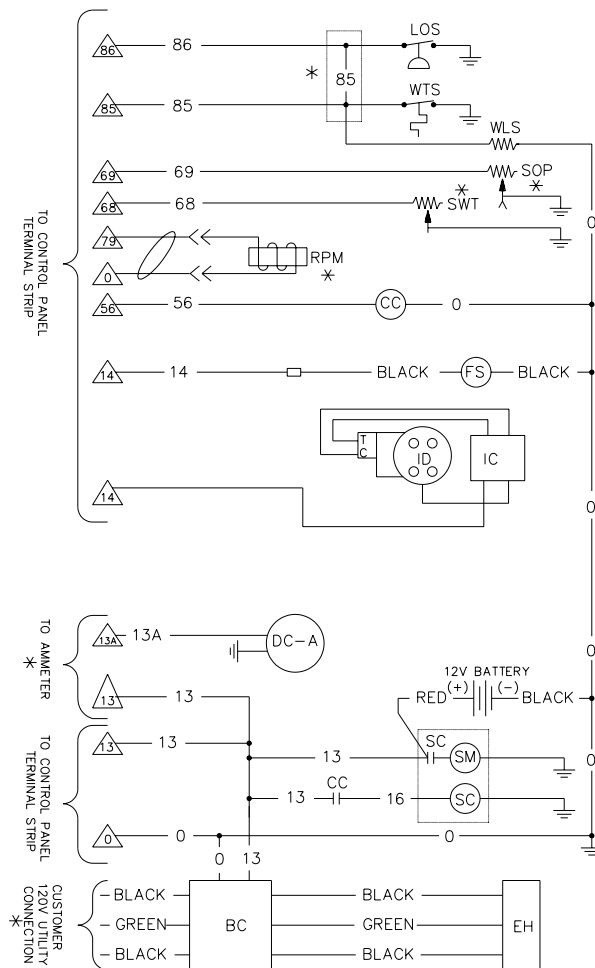 86 86 LOS
* 85
85 85 WTS
WLS
69 69 SOP *
68 68 SWT *
79
RPM *
0
0
56 56 CC 0
14 14 BLACK FS BLACK
T
C
ID IC
14
0
TO CONTROL PANEL
TERMINAL STRIP
13A 13A DC-A
0
12V BATTERY
RED (+) (-) BLACK
13 13
TO AMMETER
*
13 13
SC
13 SM
0
CC
13 16 SC
0 0 0
TO CONTROL PANEL
TERMINAL STRIP
0 13
BLACK BLACK
GREEN BC GREEN EH
BLACK BLACK
CUSTOMER
120V UTILITY
CONNECTION
*